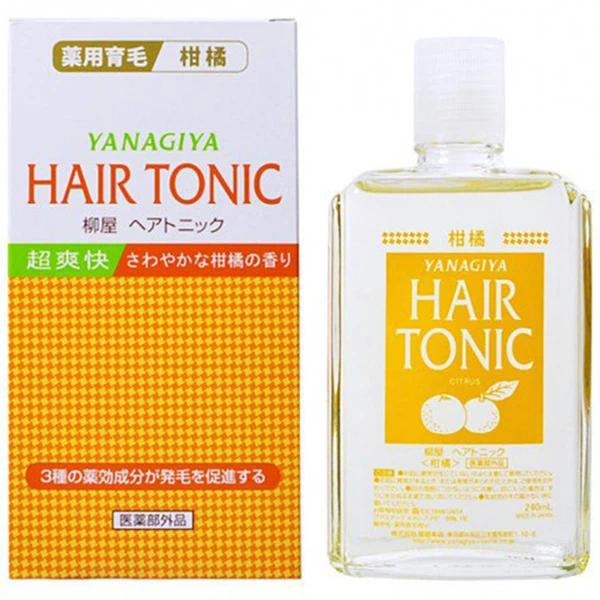 薬用育毛 柑橘
YANAGIYA
HAIR TONIC
柳屋 ヘアトニック
超爽快 さわやかな柑橘の香り
3種の薬効成分が発毛を促進する
医薬部外品
柑橘
YANAGIYA
HAIR
TONIC
CITRUS
柳屋 ヘアトニック
<柑橘> 医薬部外品
240mL
MADE IN JAPAN